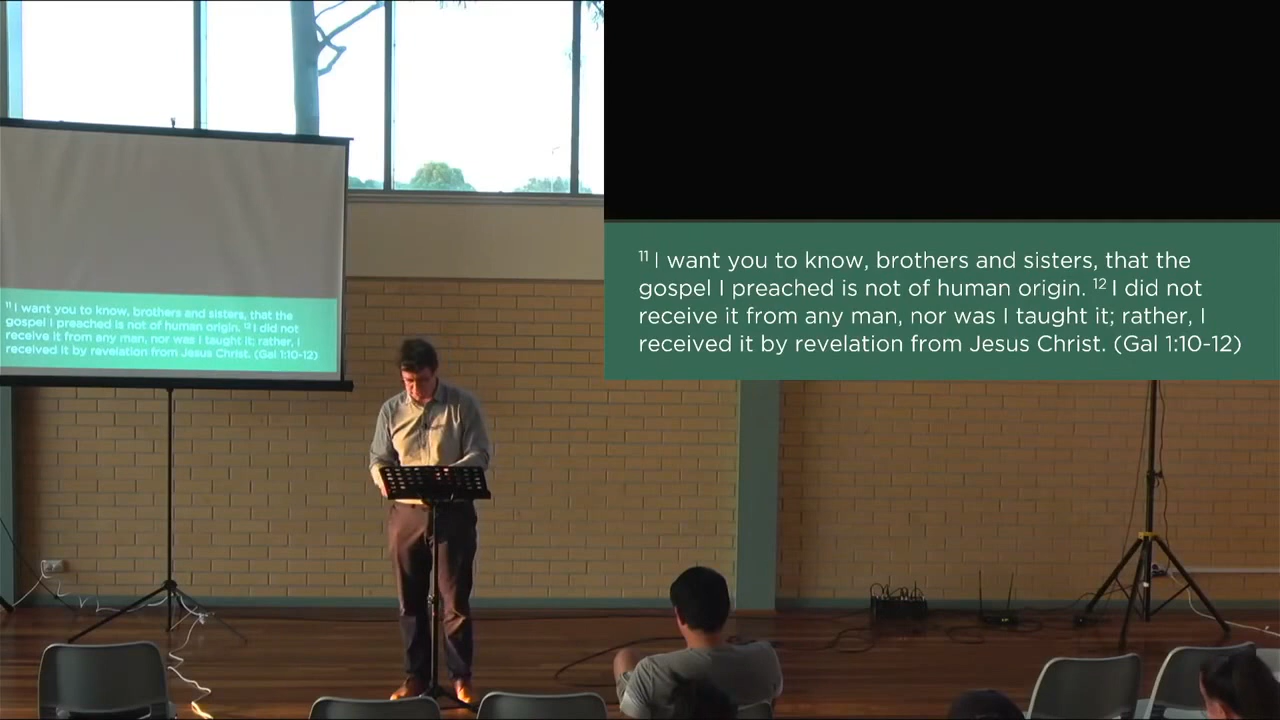 11 I want you to know, brothers and sisters, that the
gospel I preached is not of human origin. 12 I did not
receive it from any man, nor was I taught it; rather, I
received it by revelation from Jesus Christ. (Gal 1:10-12)
11 I want you to know, brothers and sisters, that the
gospel I preached is not of human origin. 12 I did not
receive it from any man, nor was I taught it; rather, I
received it by revelation from Jesus Christ. (Gal 1:10-12)